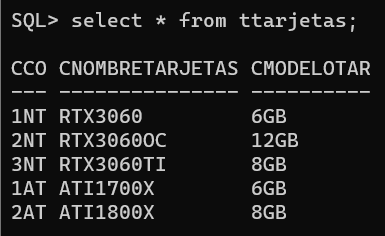 SQL> select * from ttarjetas;
CCO CNOMBRETARJETAS CMODELOTAR
--- --------------- ----------
1NT RTX3060         6GB
2NT RTX3060OC       12GB
3NT RTX3060TI       8GB
1AT ATI1700X        6GB
2AT ATI1800X        8GB